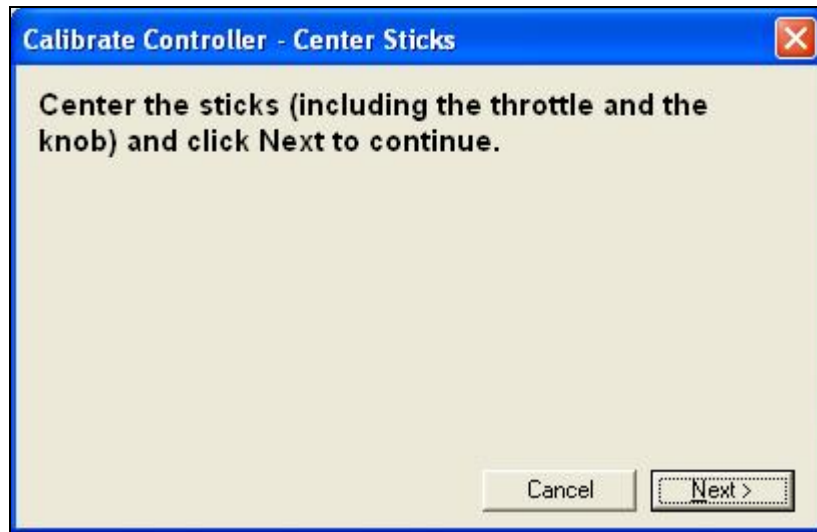 Calibrate Controller - Center Sticks
Center the sticks (including the throttle and the
knob) and click Next to continue.
Cancel
Next >